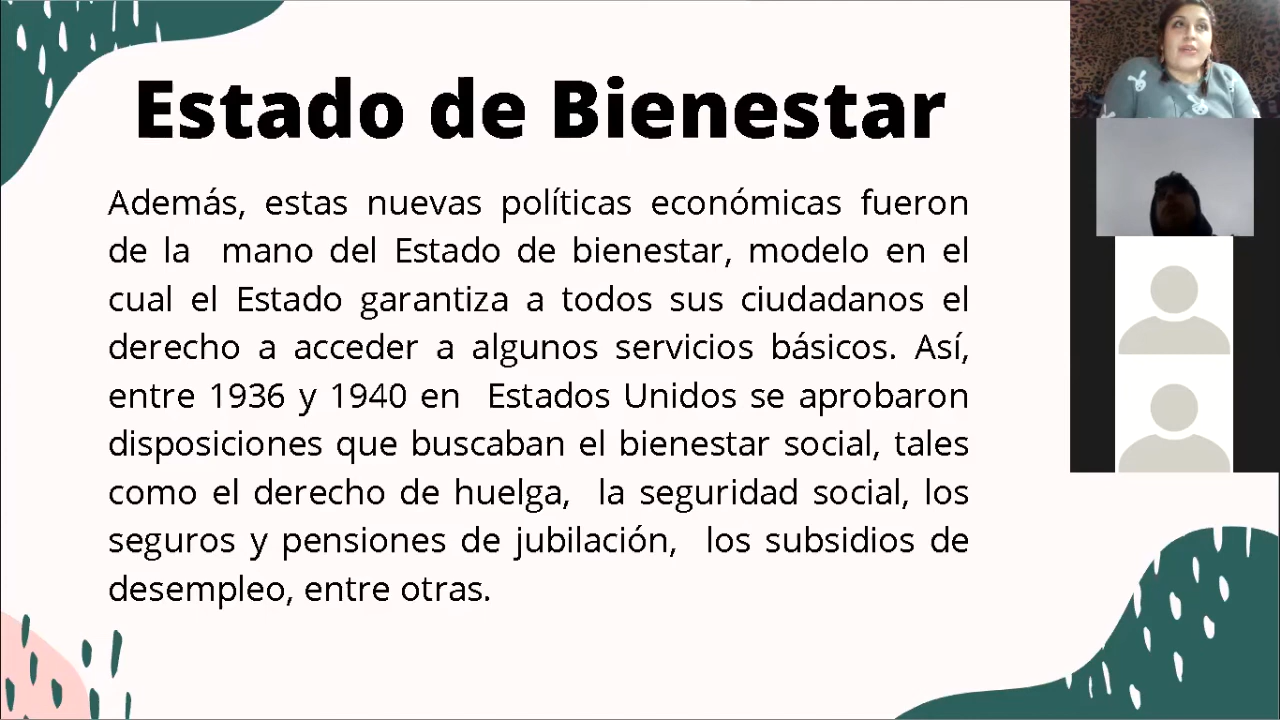 Estado de Bienestar
Además, estas nuevas políticas económicas fueron
de la mano del Estado de bienestar, modelo en el
cual el Estado garantiza a todos sus ciudadanos el
derecho a acceder a algunos servicios básicos. Así,
entre 1936 y 1940 en Estados Unidos se aprobaron
disposiciones que buscaban el bienestar social, tales
como el derecho de huelga, la seguridad social, los
seguros y pensiones de jubilación, los subsidios de
desempleo, entre otras.